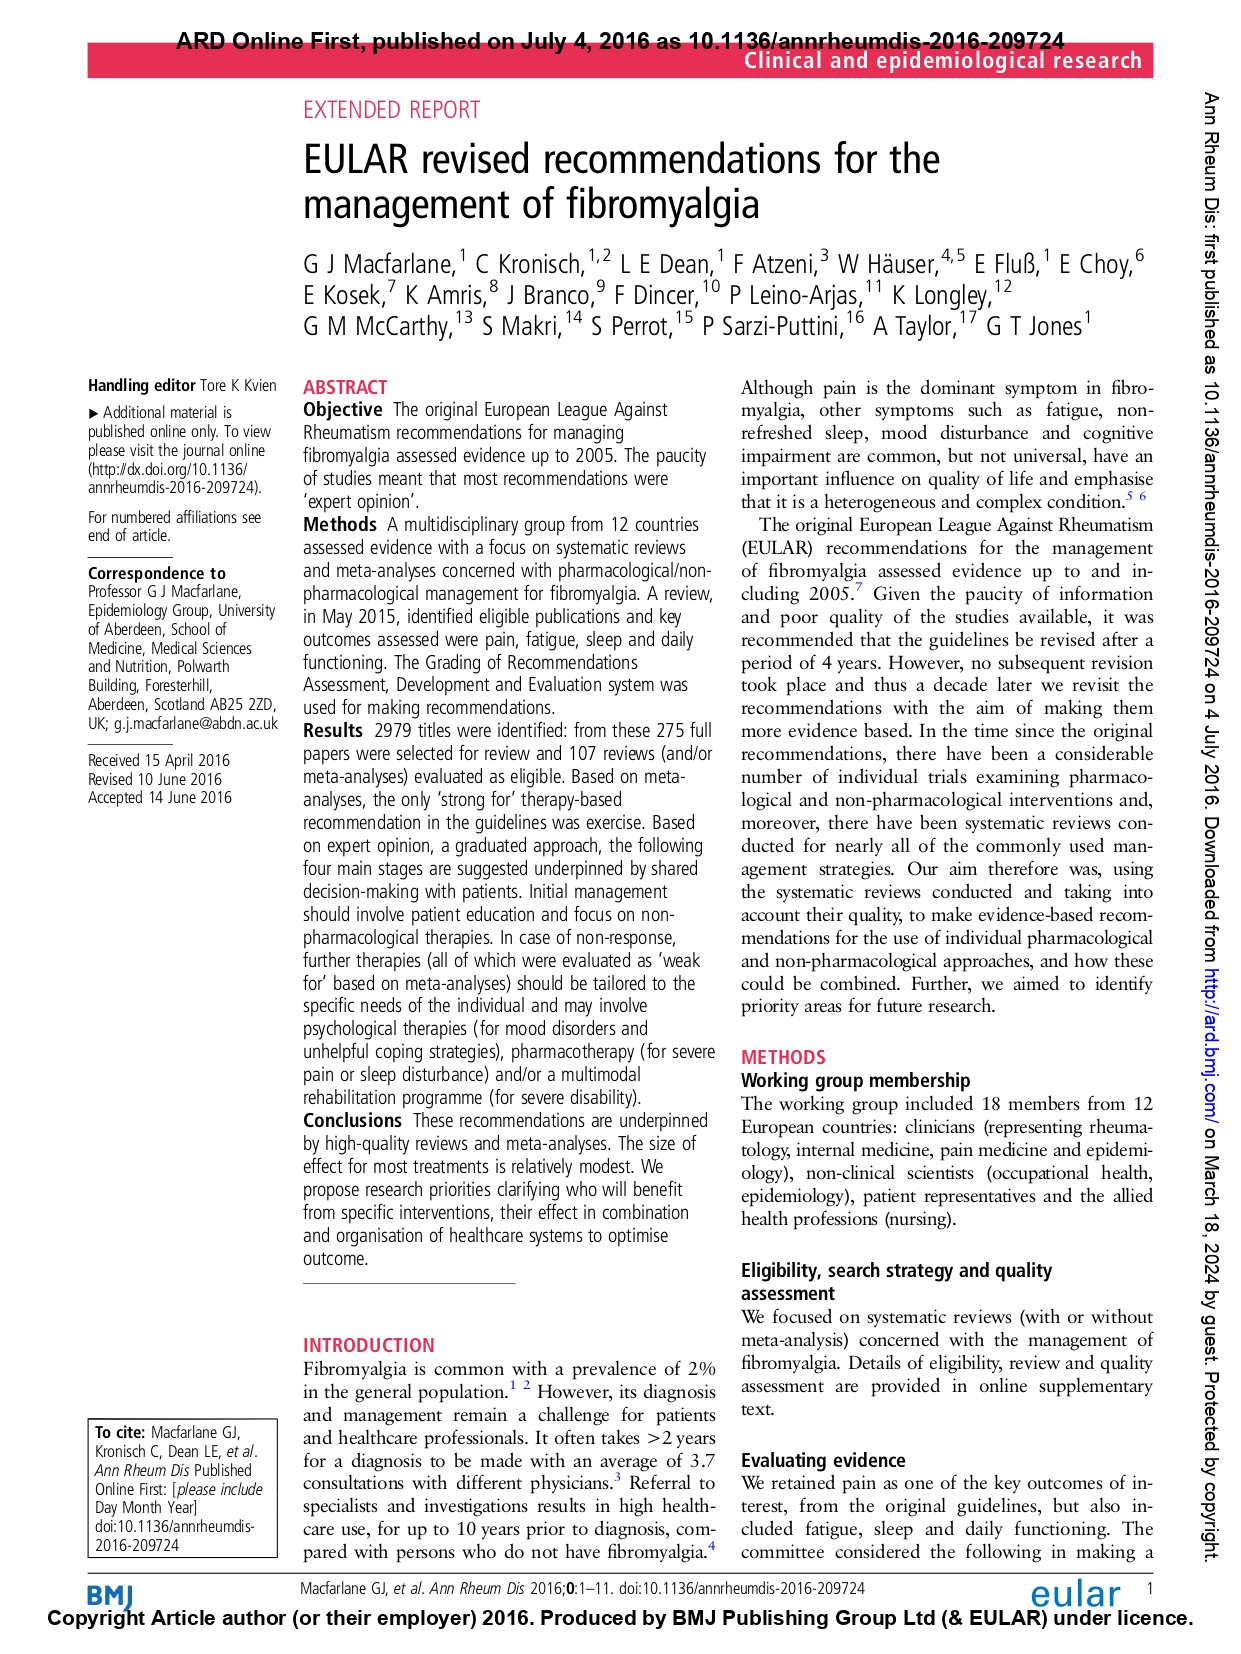 ARD Online First, published on July 4, 2016 as 10.1136/annrheumdis-2016-209724
Clinical and epidemiological research
EXTENDED REPORT
EULAR revised recommendations for the
management of fibromyalgia
G J Macfarlane,1 C Kronisch,1,2 L E Dean,1 F Atzeni,3 W Häuser,4,5 E Fluß,1 E Choy,6
E Kosek,7 K Amris,8 J Branco,9 F Dincer,10 P Leino-Arjas,11 K Longley,12
G M McCarthy,13 S Makri,14 S Perrot,15 P Sarzi-Puttini,16 A Taylor,17 G T Jones1
Handling editor Tore K Kvien
▶ Additional material is
published online only. To view
please visit the journal online
(http://dx.doi.org/10.1136/
annrheumdis-2016-209724).
For numbered affiliations see
end of article.
Correspondence to
Professor G J Macfarlane,
Epidemiology Group, University
of Aberdeen, School of
Medicine, Medical Sciences
and Nutrition, Polwarth
Building, Foresterhill,
Aberdeen, Scotland AB25 2ZD,
UK; g.j.macfarlane@abdn.ac.uk
Received 15 April 2016
Revised 10 June 2016
Accepted 14 June 2016
To cite: Macfarlane GJ,
Kronisch C, Dean LE, et al.
Ann Rheum Dis Published
Online First: [please include
Day Month Year]
doi:10.1136/annrheumdis-
2016-209724
ABSTRACT
Objective The original European League Against
Rheumatism recommendations for managing
fibromyalgia assessed evidence up to 2005. The paucity
of studies meant that most recommendations were
‘expert opinion’.
Methods A multidisciplinary group from 12 countries
assessed evidence with a focus on systematic reviews
and meta-analyses concerned with pharmacological/non-
pharmacological management for fibromyalgia. A review,
in May 2015, identified eligible publications and key
outcomes assessed were pain, fatigue, sleep and daily
functioning. The Grading of Recommendations
Assessment, Development and Evaluation system was
used for making recommendations.
Results 2979 titles were identified: from these 275 full
papers were selected for review and 107 reviews (and/or
meta-analyses) evaluated as eligible. Based on meta-
analyses, the only ‘strong for’ therapy-based
recommendation in the guidelines was exercise. Based
on expert opinion, a graduated approach, the following
four main stages are suggested underpinned by shared
decision-making with patients. Initial management
should involve patient education and focus on non-
pharmacological therapies. In case of non-response,
further therapies (all of which were evaluated as ‘weak
for’ based on meta-analyses) should be tailored to the
specific needs of the individual and may involve
psychological therapies (for mood disorders and
unhelpful coping strategies), pharmacotherapy (for severe
pain or sleep disturbance) and/or a multimodal
rehabilitation programme (for severe disability).
Conclusions These recommendations are underpinned
by high-quality reviews and meta-analyses. The size of
effect for most treatments is relatively modest. We
propose research priorities clarifying who will benefit
from specific interventions, their effect in combination
and organisation of healthcare systems to optimise
outcome.
INTRODUCTION
Fibromyalgia is common with a prevalence of 2%
in the general population.1 2 However, its diagnosis
and management remain a challenge for patients
and healthcare professionals. It often takes >2 years
for a diagnosis to be made with an average of 3.7
consultations with different physicians.3 Referral to
specialists and investigations results in high health-
care use, for up to 10 years prior to diagnosis, com-
pared with persons who do not have fibromyalgia.4
Although pain is the dominant symptom in fibro-
myalgia, other symptoms such as fatigue, non-
refreshed sleep, mood disturbance and cognitive
impairment are common, but not universal, have an
important influence on quality of life and emphasise
that it is a heterogeneous and complex condition.5 6
The original European League Against Rheumatism
(EULAR) recommendations for the management
of fibromyalgia assessed evidence up to and in-
cluding 2005.7 Given the paucity of information
and poor quality of the studies available, it was
recommended that the guidelines be revised after a
period of 4 years. However, no subsequent revision
took place and thus a decade later we revisit the
recommendations with the aim of making them
more evidence based. In the time since the original
recommendations, there have been a considerable
number of individual trials examining pharmaco-
logical and non-pharmacological interventions and,
moreover, there have been systematic reviews con-
ducted for nearly all of the commonly used man-
agement strategies. Our aim therefore was, using
the systematic reviews conducted and taking into
account their quality, to make evidence-based recom-
mendations for the use of individual pharmacological
and non-pharmacological approaches, and how these
could be combined. Further, we aimed to identify
priority areas for future research.
METHODS
Working group membership
The working group included 18 members from 12
European countries: clinicians (representing rheuma-
tology, internal medicine, pain medicine and epidemi-
ology), non-clinical scientists (occupational health,
epidemiology), patient representatives and the allied
health professions (nursing).
Eligibility, search strategy and quality
assessment
We focused on systematic reviews (with or without
meta-analysis) concerned with the management of
fibromyalgia. Details of eligibility, review and quality
assessment are provided in online supplementary
text.
Evaluating evidence
We retained pain as one of the key outcomes of in-
terest, from the original guidelines, but also in-
cluded fatigue, sleep and daily functioning. The
committee considered the following in making a
BMJ
Macfarlane GJ, et al. Ann Rheum Dis 2016;0:1–11. doi:10.1136/annrheumdis-2016-209724
eular
1
Copyright Article author (or their employer) 2016. Produced by BMJ Publishing Group Ltd (& EULAR) under licence.
Ann Rheum Dis: first published as 10.1136/annrheumdis-2016-209724 on 4 July 2016. Downloaded from http://ard.bmj.com/ on March 18, 2024 by guest. Protected by copyright.